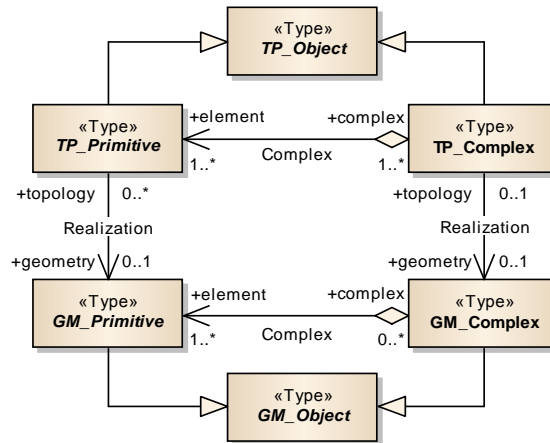 «Type»
TP_Object
«Type»
TP_Primitive
+element
+complex
1..*
Complex
1..*
«Type»
TP_Complex
+topology
0..*
+topology
0..1
Realization
Realization
+geometry
0..1
+geometry
0..1
«Type»
GM_Primitive
+element
+complex
1..*
Complex
0..*
«Type»
GM_Complex
«Type»
GM_Object